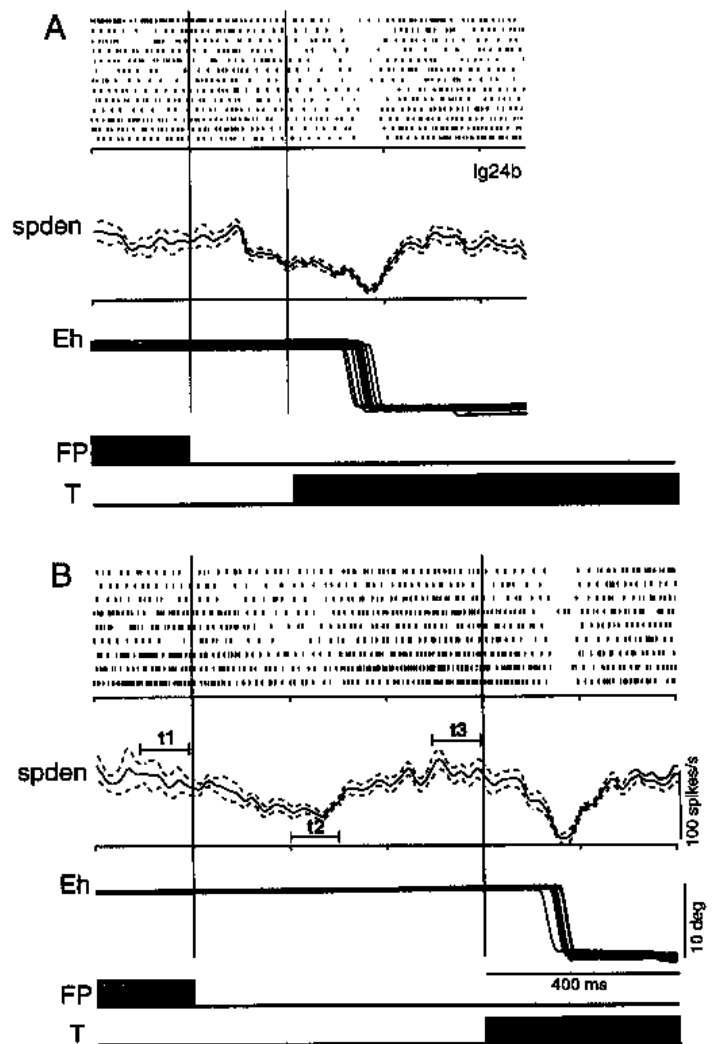 A
lg24b
spden
Eh
FP
T
B
t1
t3
spden
t2
100 spikes/s
Eh
10 deg
400 ms
FP
T